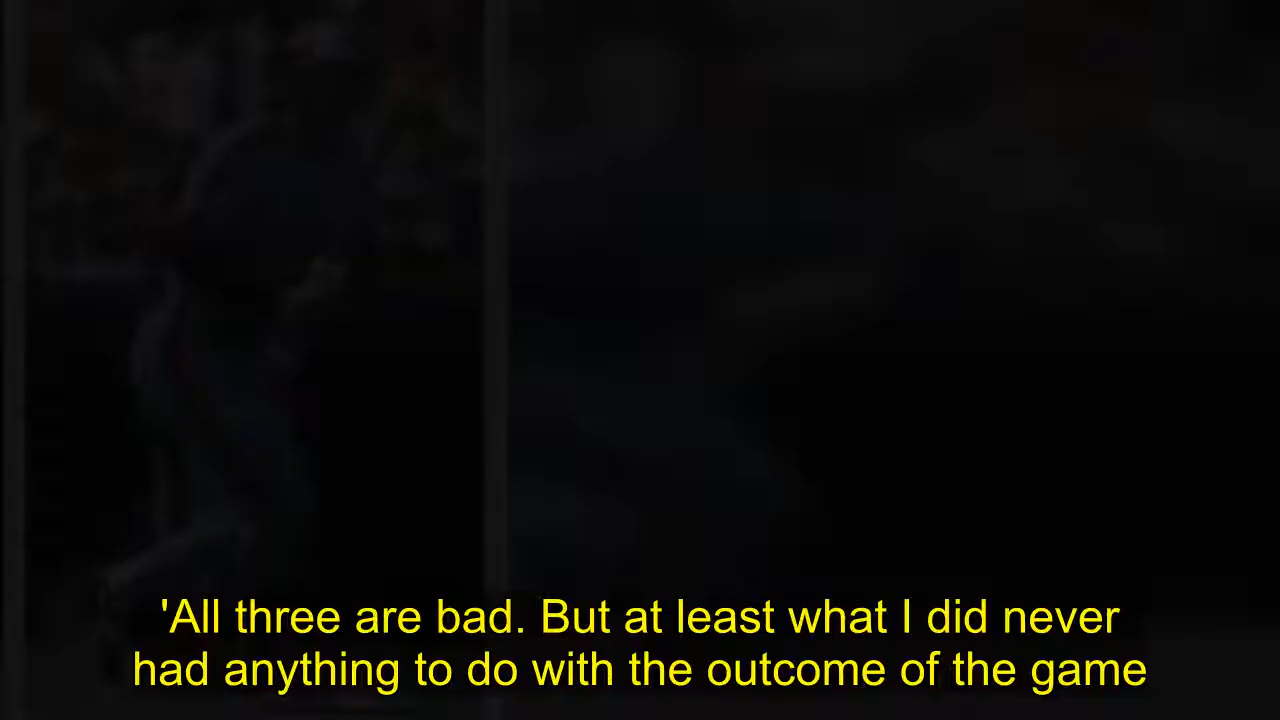 'All three are bad. But at least what I did never
had anything to do with the outcome of the game